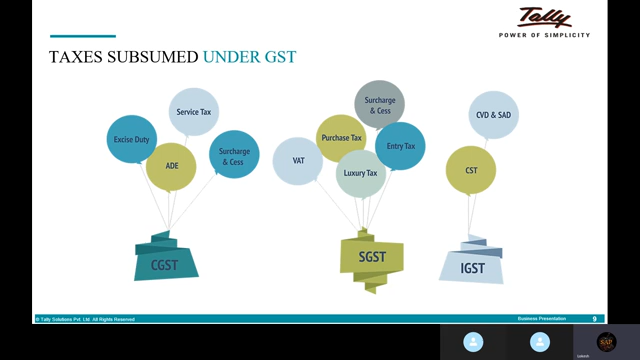 Tally
POWER OF SIMPLICITY
TAXES SUBSUMED UNDER GST
Service Tax
Excise Duty
ADE
Surcharge
& Cess
CGST
Surcharge
& Cess
Purchase Tax
Entry Tax
VAT
Luxury Tax
SGST
CVD & SAD
CST
IGST
© Tally Solutions Pvt. Ltd. All Rights Reserved
Business Presentation
9